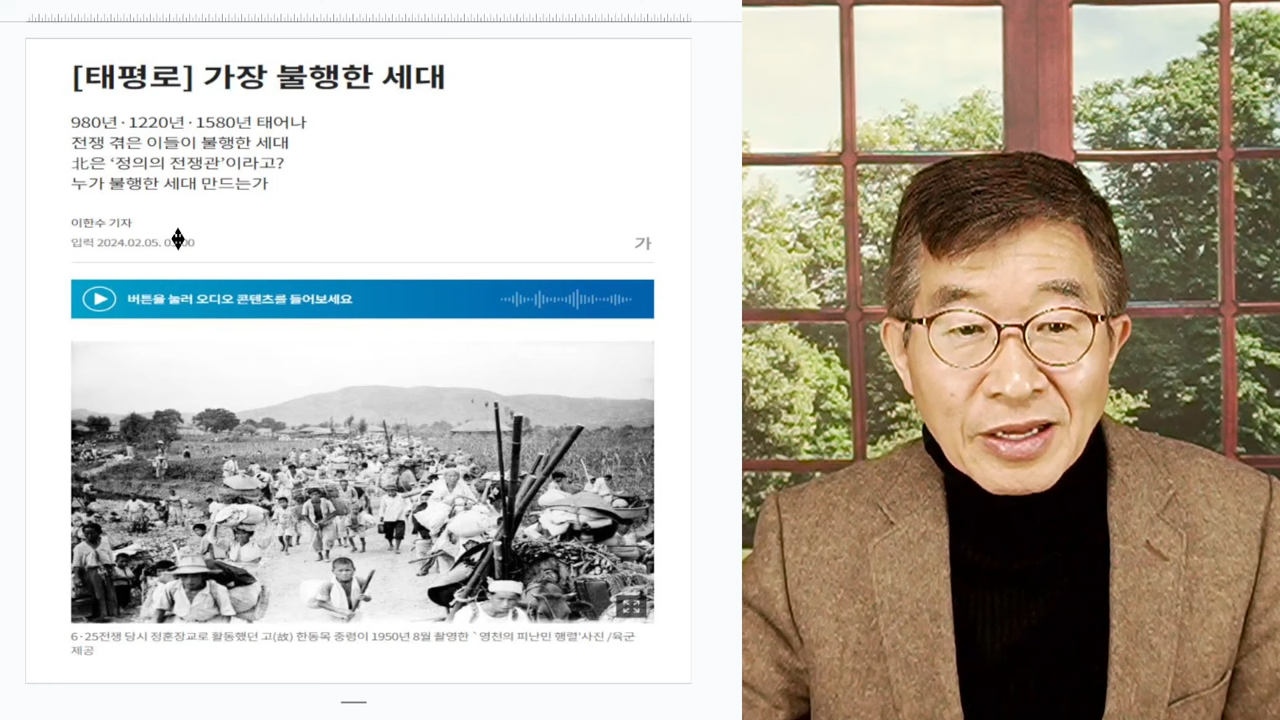 [태평로] 가장 불행한 세대
980년·1220년·1580년 태어나
전쟁 겪은 이들이 불행한 세대
北은 ‘정의의 전쟁관’이라고?
누가 불행한 세대 만드는가
이한수 기자
입력 2024.02.05.
가
버튼을 눌러 오디오 콘텐츠를 들어보세요
6·25전쟁 당시 정훈장교로 활동했던 고(故) 한동목 중령이 1950년 8월 촬영한 `영천의 피난민 행렬'사진 /육군
제공